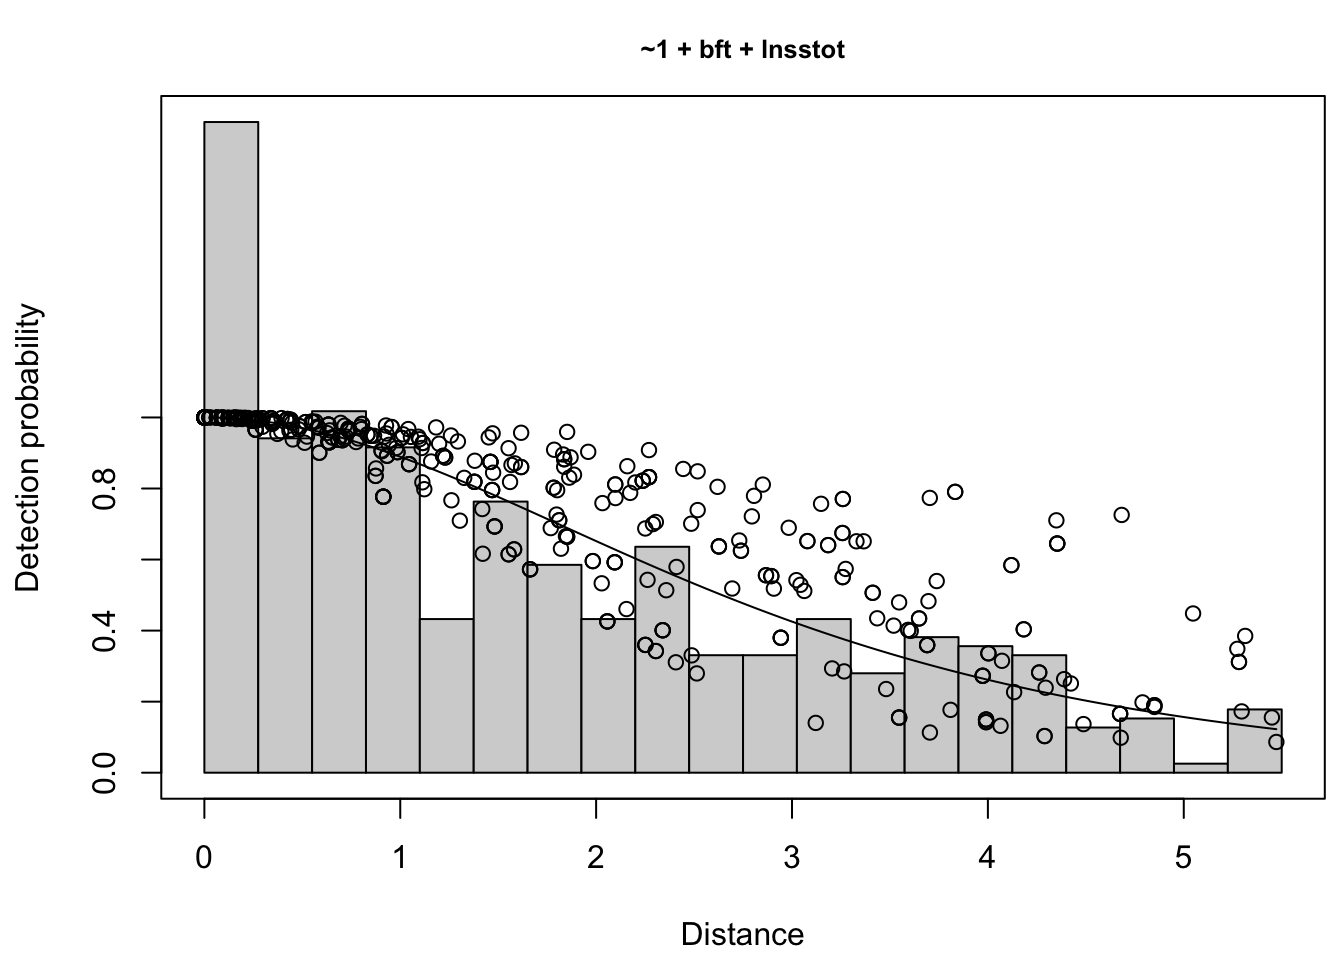 ~1 + bft + lnsstot
Detection probability
0.8
0.4
0.0
0 1 2 3 4 5
Distance